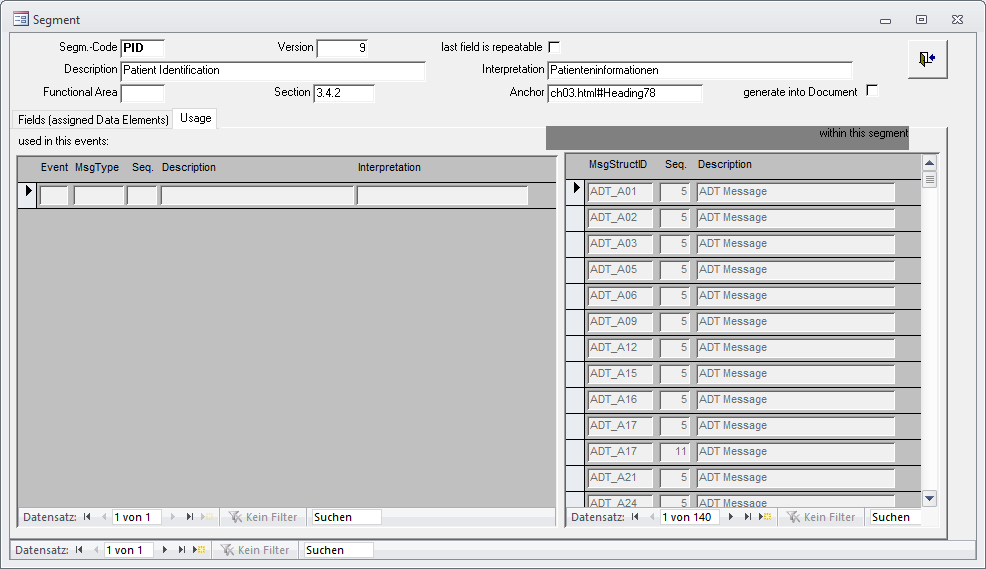 Segment
Segm.-Code PID Version 9 last field is repeatable
Description Patient Identification Interpretation Patienteninformationen
Functional Area Section 3.4.2 Anchor ch03.html#Heading78 generate into Document
Fields (assigned Data Elements) Usage
used in this events: within this segment
Event MsgType Seq. Description Interpretation
MsgStructID Seq. Description
ADT_A01 5 ADT Message
ADT_A02 5 ADT Message
ADT_A03 5 ADT Message
ADT_A05 5 ADT Message
ADT_A06 5 ADT Message
ADT_A09 5 ADT Message
ADT_A12 5 ADT Message
ADT_A15 5 ADT Message
ADT_A16 5 ADT Message
ADT_A17 5 ADT Message
ADT_A17 11 ADT Message
ADT_A21 5 ADT Message
ADT_A24 5 ADT Message
Datensatz: 1 von 1 Kein Filter Suchen
Datensatz: 1 von 140 Kein Filter Suchen
Datensatz: 1 von 1 Kein Filter Suchen